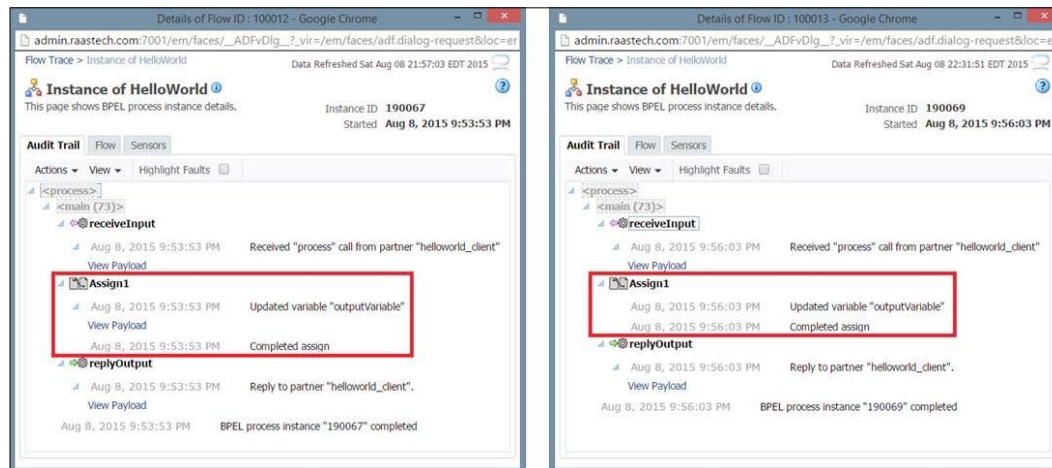 Details of Flow ID : 100012 - Google Chrome
admin.raastech.com:7001/em/faces/__ADFvDlg__?_vir=/em/faces/adf.dialog-request&loc=er
Flow Trace > Instance of HelloWorld
Data Refreshed Sat Aug 08 21:57:03 EDT 2015
Instance of HelloWorld
This page shows BPEL process instance details.
Instance ID 190067
Started Aug 8, 2015 9:53:53 PM
Audit Trail Flow Sensors
Actions View Highlight Faults
<process>
<main (73)>
receiveInput
Aug 8, 2015 9:53:53 PM Received "process" call from partner "helloworld_client"
View Payload
Assign1
Aug 8, 2015 9:53:53 PM Updated variable "outputVariable"
View Payload
Aug 8, 2015 9:53:53 PM Completed assign
replyOutput
Aug 8, 2015 9:53:53 PM Reply to partner "helloworld_client".
View Payload
Aug 8, 2015 9:53:53 PM BPEL process instance "190067" completed
Details of Flow ID : 100013 - Google Chrome
admin.raastech.com:7001/em/faces/__ADFvDlg__?_vir=/em/faces/adf.dialog-request&loc=e
Flow Trace > Instance of HelloWorld
Data Refreshed Sat Aug 08 22:31:51 EDT 2015
Instance of HelloWorld
This page shows BPEL process instance details.
Instance ID 190069
Started Aug 8, 2015 9:56:03 PM
Audit Trail Flow Sensors
Actions View Highlight Faults
<process>
<main (73)>
receiveInput
Aug 8, 2015 9:56:03 PM Received "process" call from partner "helloworld_client"
View Payload
Assign1
Aug 8, 2015 9:56:03 PM Updated variable "outputVariable"
Aug 8, 2015 9:56:03 PM Completed assign
replyOutput
Aug 8, 2015 9:56:03 PM Reply to partner "helloworld_client".
View Payload
Aug 8, 2015 9:56:03 PM BPEL process instance "190069" completed